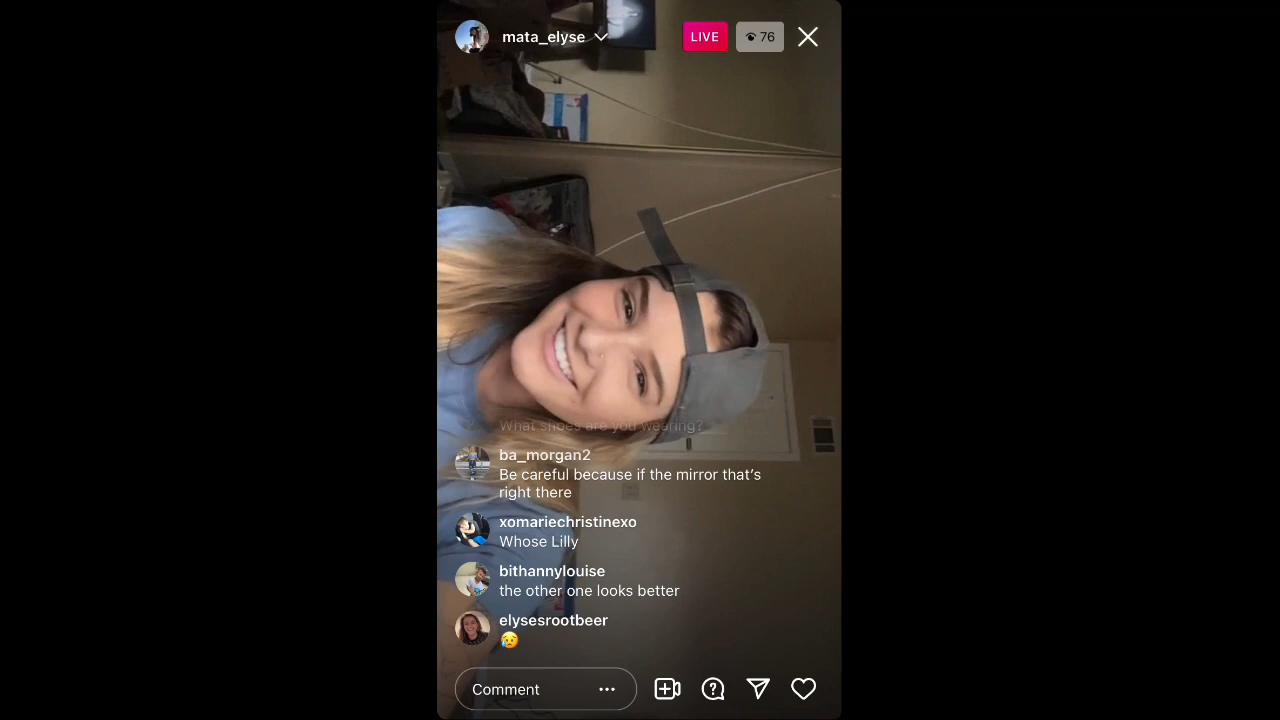 mata_elyse
LIVE
76
What shoes are you wearing?
ba_morgan2
Be careful because if the mirror that’s
right there
xomariechristinexo
Whose Lilly
bithannylouise
the other one looks better
elysesrootbeer
😥
Comment